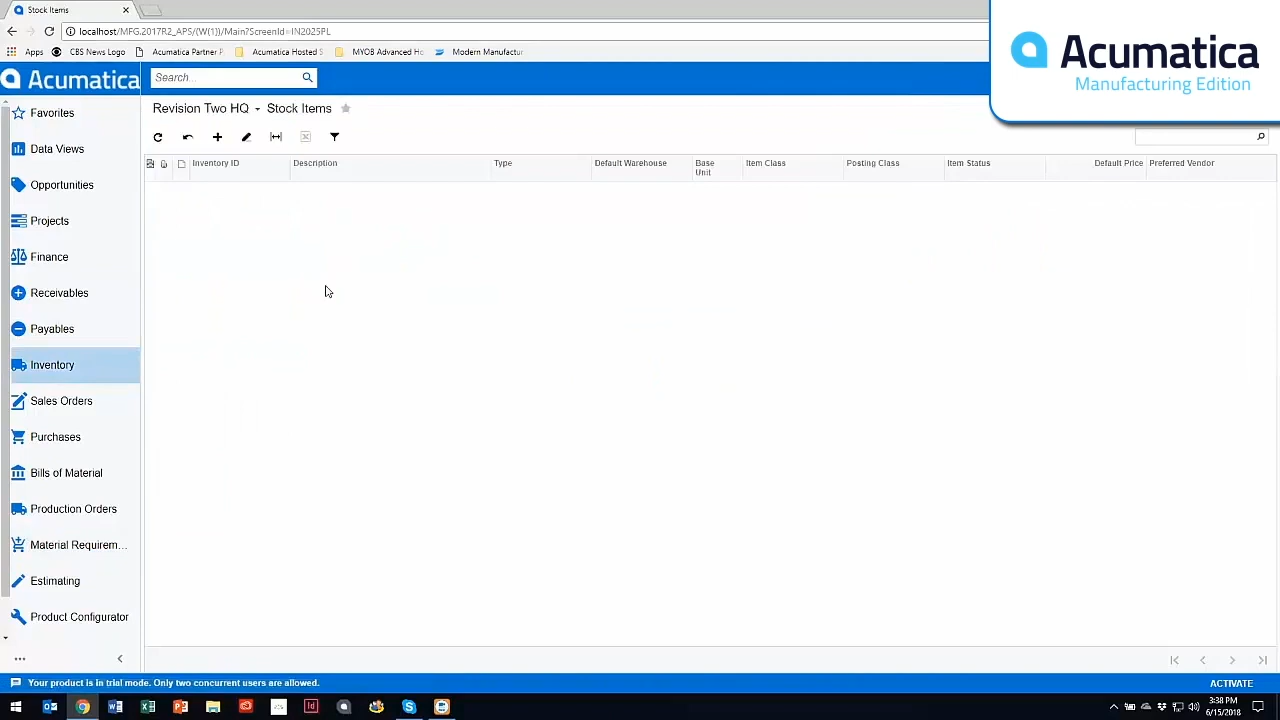 Stock Items
localhost/MFG.2017R2_APS/(W(1))/Main?ScreenId=IN2025PL
Apps
CBS News Logo
Acumatica Partner P
Acumatica Hosted S
MYOB Advanced Ho
Modern Manufactur
Acumatica
Manufacturing Edition
Acumatica
Search...
Revision Two HQ
Stock Items
Inventory ID
Description
Type
Default Warehouse
Base
Unit
Item Class
Posting Class
Item Status
Default Price
Preferred Vendor
Favorites
Data Views
Opportunities
Projects
Finance
Receivables
Payables
Inventory
Sales Orders
Purchases
Bills of Material
Production Orders
Material Requirem...
Estimating
Product Configurator
Your product is in trial mode. Only two concurrent users are allowed.
ACTIVATE
3:38 PM
6/15/2018